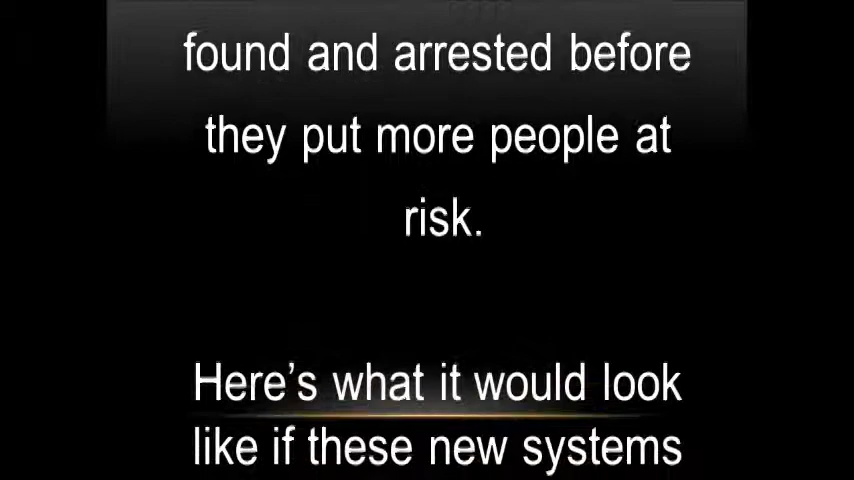 found and arrested before
they put more people at
risk.
Here’s what it would look
like if these new systems